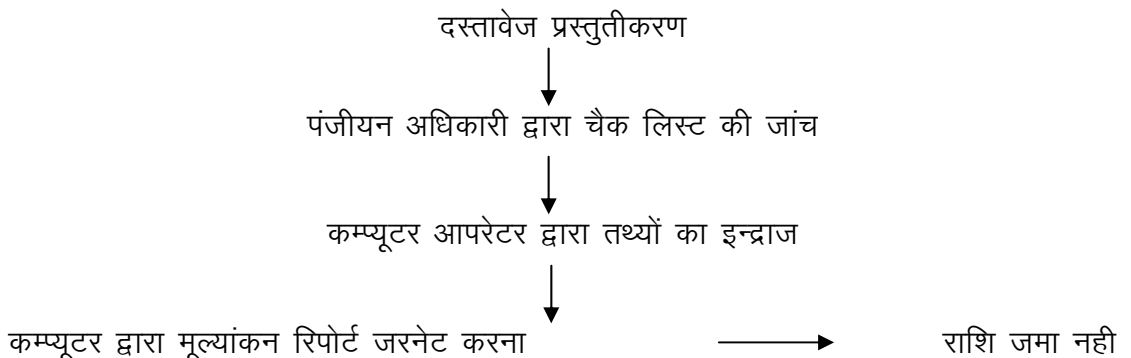 दस्तावेज प्रस्तुतीकरण
पंजीयन अधिकारी द्वारा चैक लिस्ट की जांच
कम्प्यूटर आपरेटर द्वारा तथ्यों का इन्द्राज
कम्प्यूटर द्वारा मूल्यांकन रिपोर्ट जरनेट करना राशि जमा नही